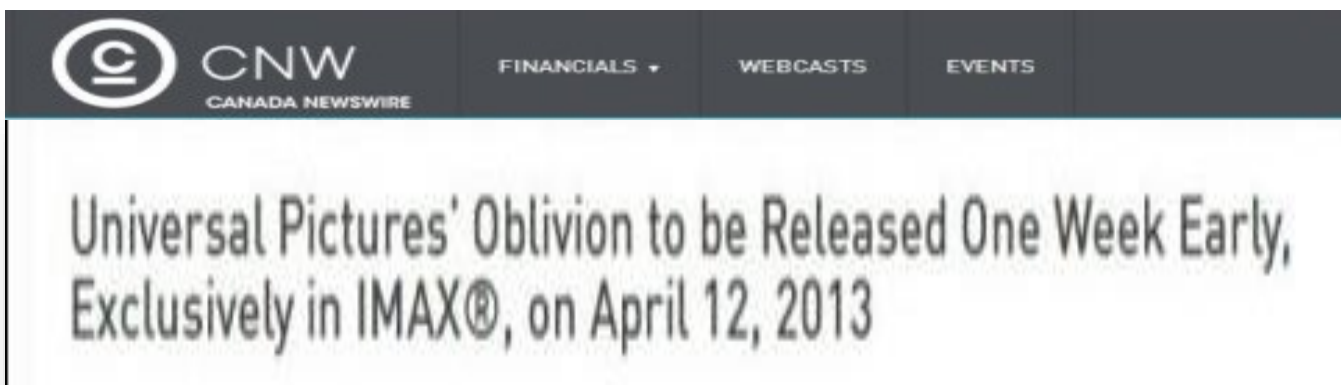 C CNW FINANCIALS WEBCASTS EVENTS
CANADA NEWSWIRE
Universal Pictures' Oblivion to be Released One Week Early,
Exclusively in IMAX®, on April 12, 2013